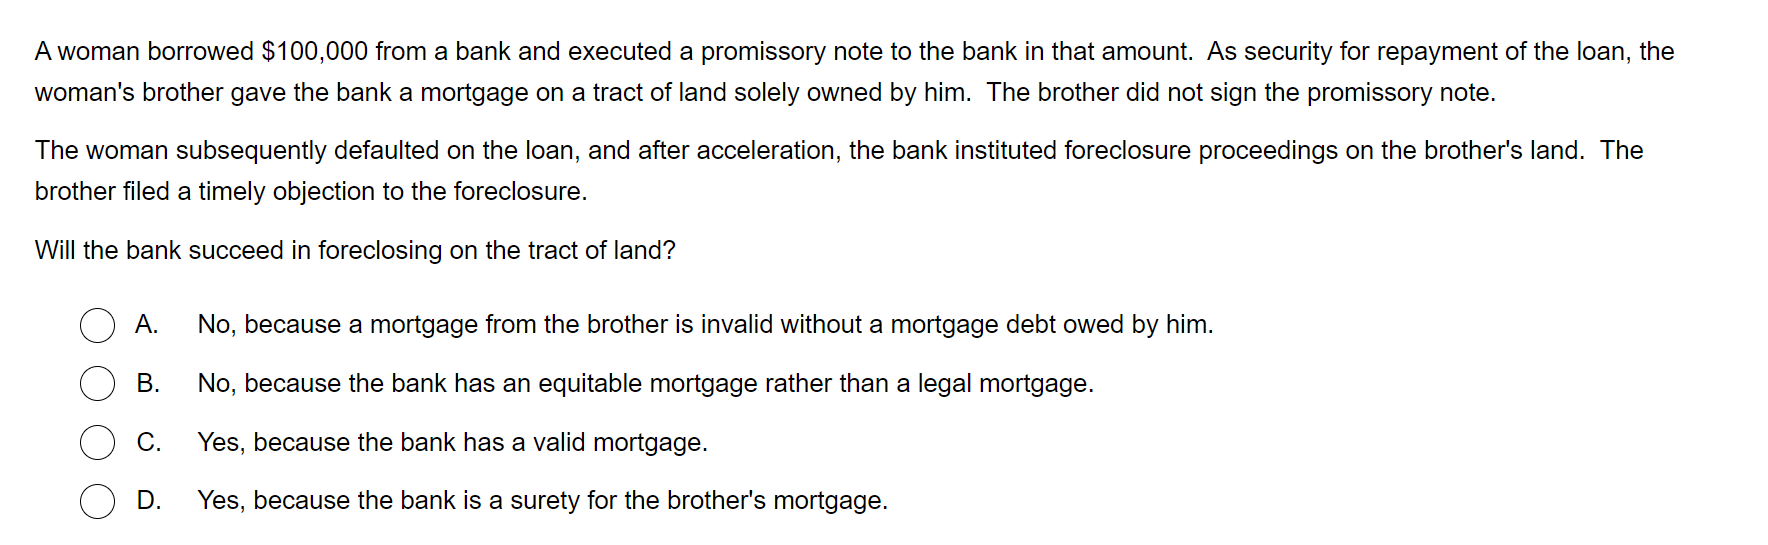 A woman borrowed $100,000 from a bank and executed a promissory note to the bank in that amount.  As security for repayment of the loan, the
woman's brother gave the bank a mortgage on a tract of land solely owned by him.  The brother did not sign the promissory note.
The woman subsequently defaulted on the loan, and after acceleration, the bank instituted foreclosure proceedings on the brother's land.  The
brother filed a timely objection to the foreclosure.
Will the bank succeed in foreclosing on the tract of land?
A. No, because a mortgage from the brother is invalid without a mortgage debt owed by him.
B. No, because the bank has an equitable mortgage rather than a legal mortgage.
C. Yes, because the bank has a valid mortgage.
D. Yes, because the bank is a surety for the brother's mortgage.